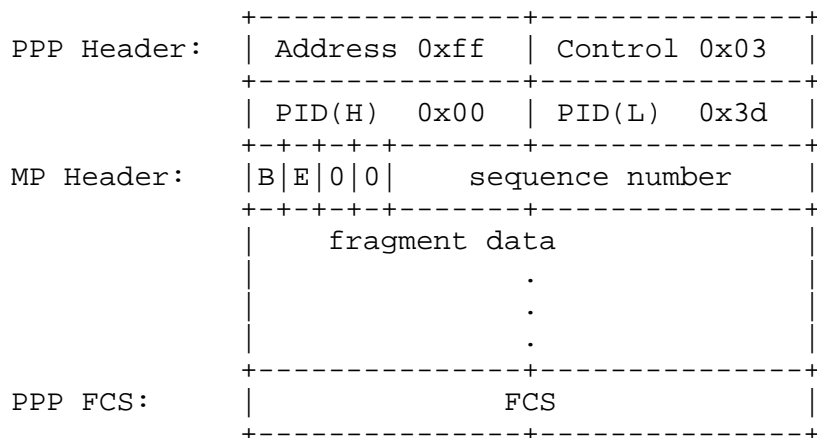 +---------------+---------------+
PPP Header:  | Address 0xff  | Control 0x03  |
             +---------------+---------------+
             | PID(H)  0x00  | PID(L)  0x3d  |
             +-+-+-+-+-------+---------------+
MP Header:   |B|E|0|0|    sequence number    |
             +-+-+-+-+-------+---------------+
             |    fragment data              |
             |               .               |
             |               .               |
             |               .               |
             +---------------+---------------+
PPP FCS:     |              FCS              |
             +---------------+---------------+